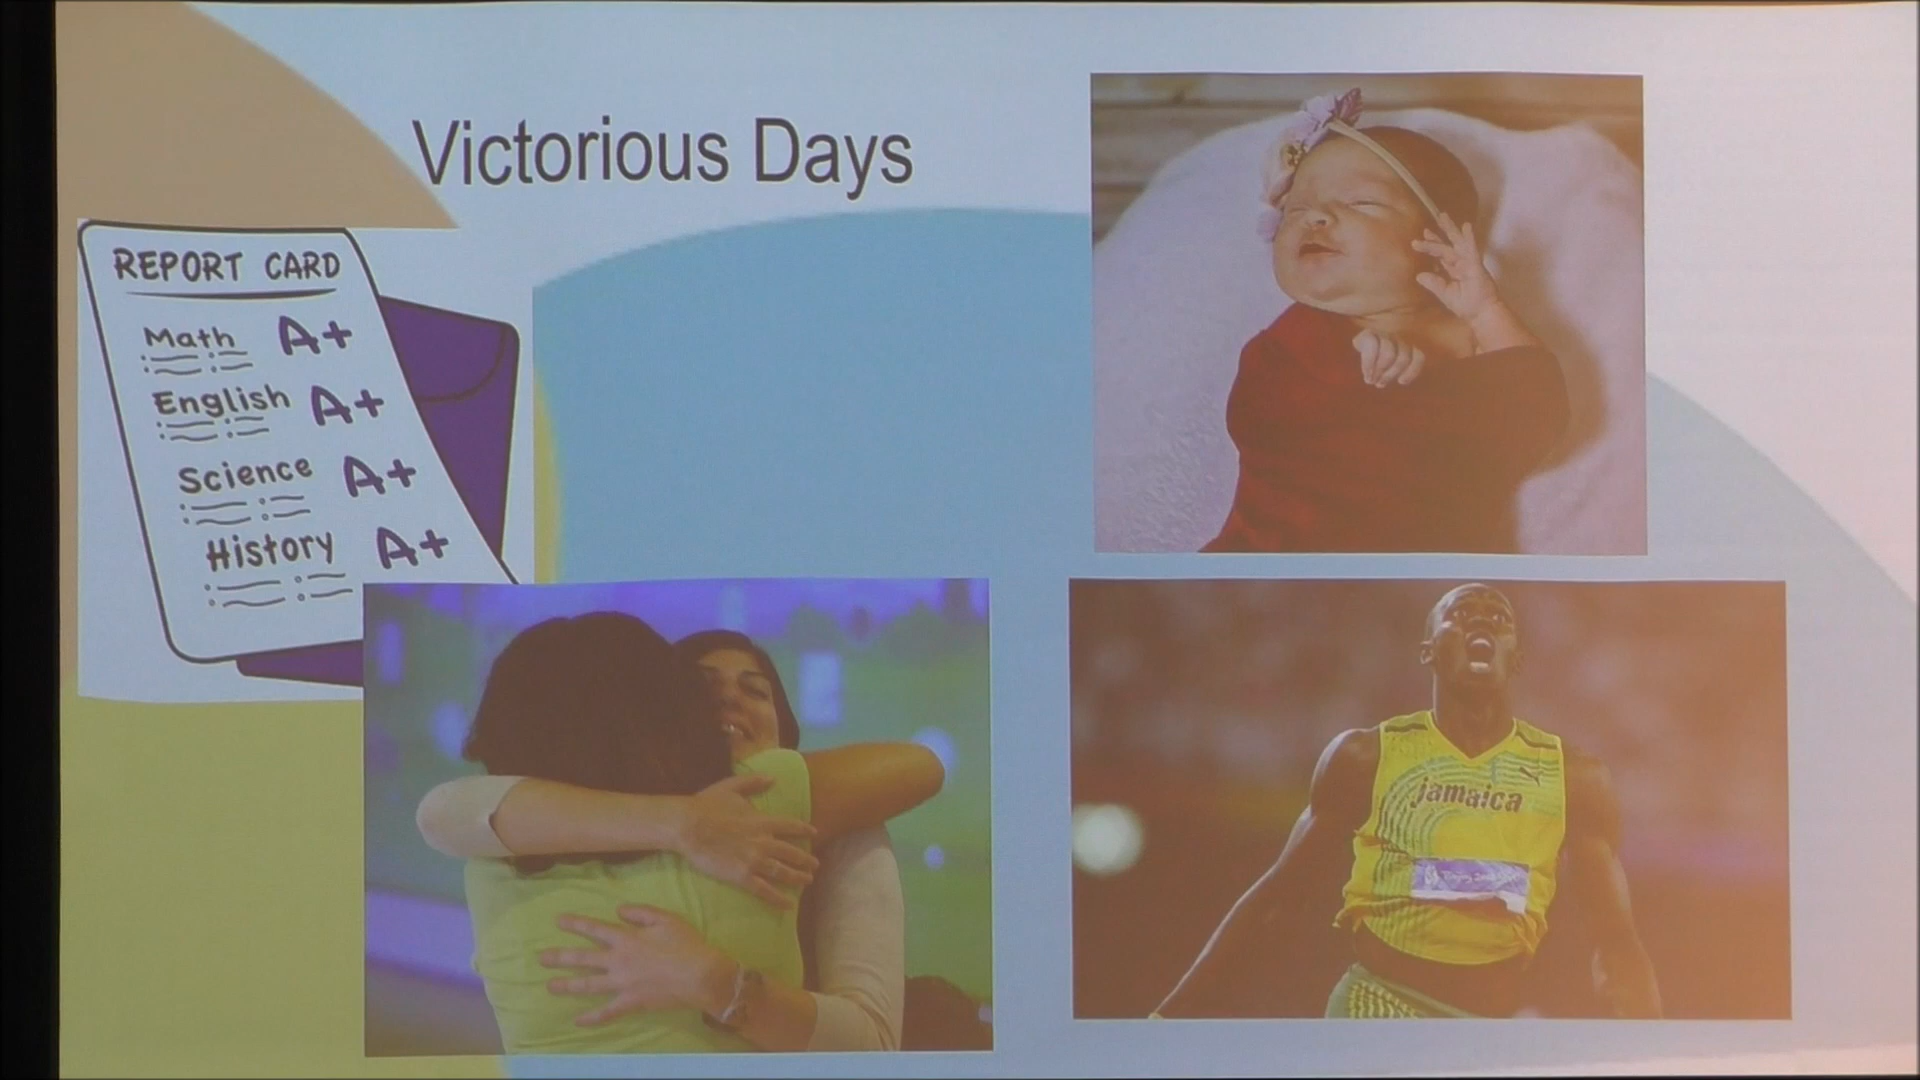 Victorious Days
REPORT CARD
Math A+
English A+
Science A+
History A+
jamaica